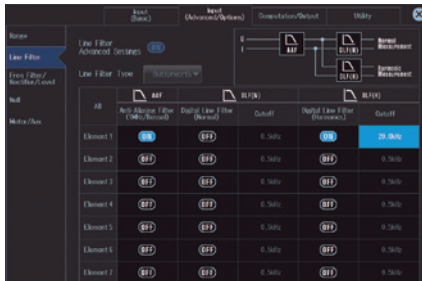 Input (Basic)
Input (Advanced/Options)
Computation/Output
Utility
Range
Line Filter
Freq Filter/ Rectifier/Level
Null
Motor/Aux
Line Filter Advanced Settings ON
Line Filter Type Butterworth
U
I
AAF
DLF(N)
Normal Measurement
DLF(H)
Harmonic Measurement
AAF DLF(N) DLF(H)
All
Anti-Aliasing Filter (1MHz/Bessel)
Digital Line Filter (Normal)
Cutoff
Digital Line Filter (Harmonics)
Cutoff
Element 1 ON OFF 0.5kHz ON 20.0kHz
Element 2 OFF OFF 0.5kHz OFF 0.5kHz
Element 3 OFF OFF 0.5kHz OFF 0.5kHz
Element 4 OFF OFF 0.5kHz OFF 0.5kHz
Element 5 OFF OFF 0.5kHz OFF 0.5kHz
Element 6 OFF OFF 0.5kHz OFF 0.5kHz
Element 7 OFF OFF 0.5kHz OFF 0.5kHz